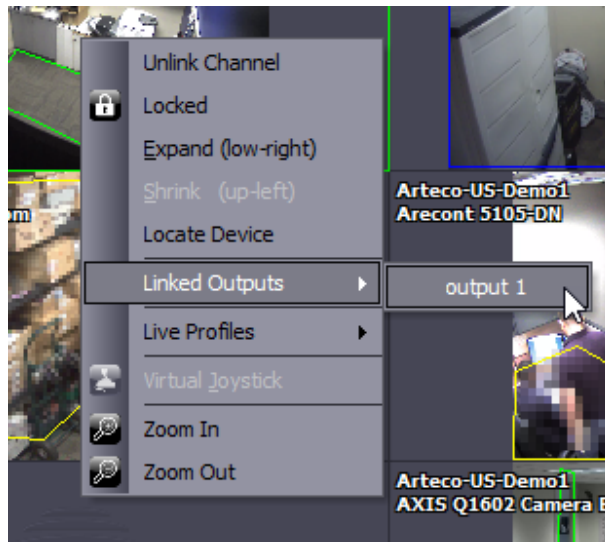 Unlink Channel
Locked
Expand (low-right)
Shrink (up-left)
Locate Device
Linked Outputs
output 1
Live Profiles
Virtual Joystick
Zoom In
Zoom Out
Arteco-US-Demo1
Arecont 5105-DN
Arteco-US-Demo1
AXIS Q1602 Camera